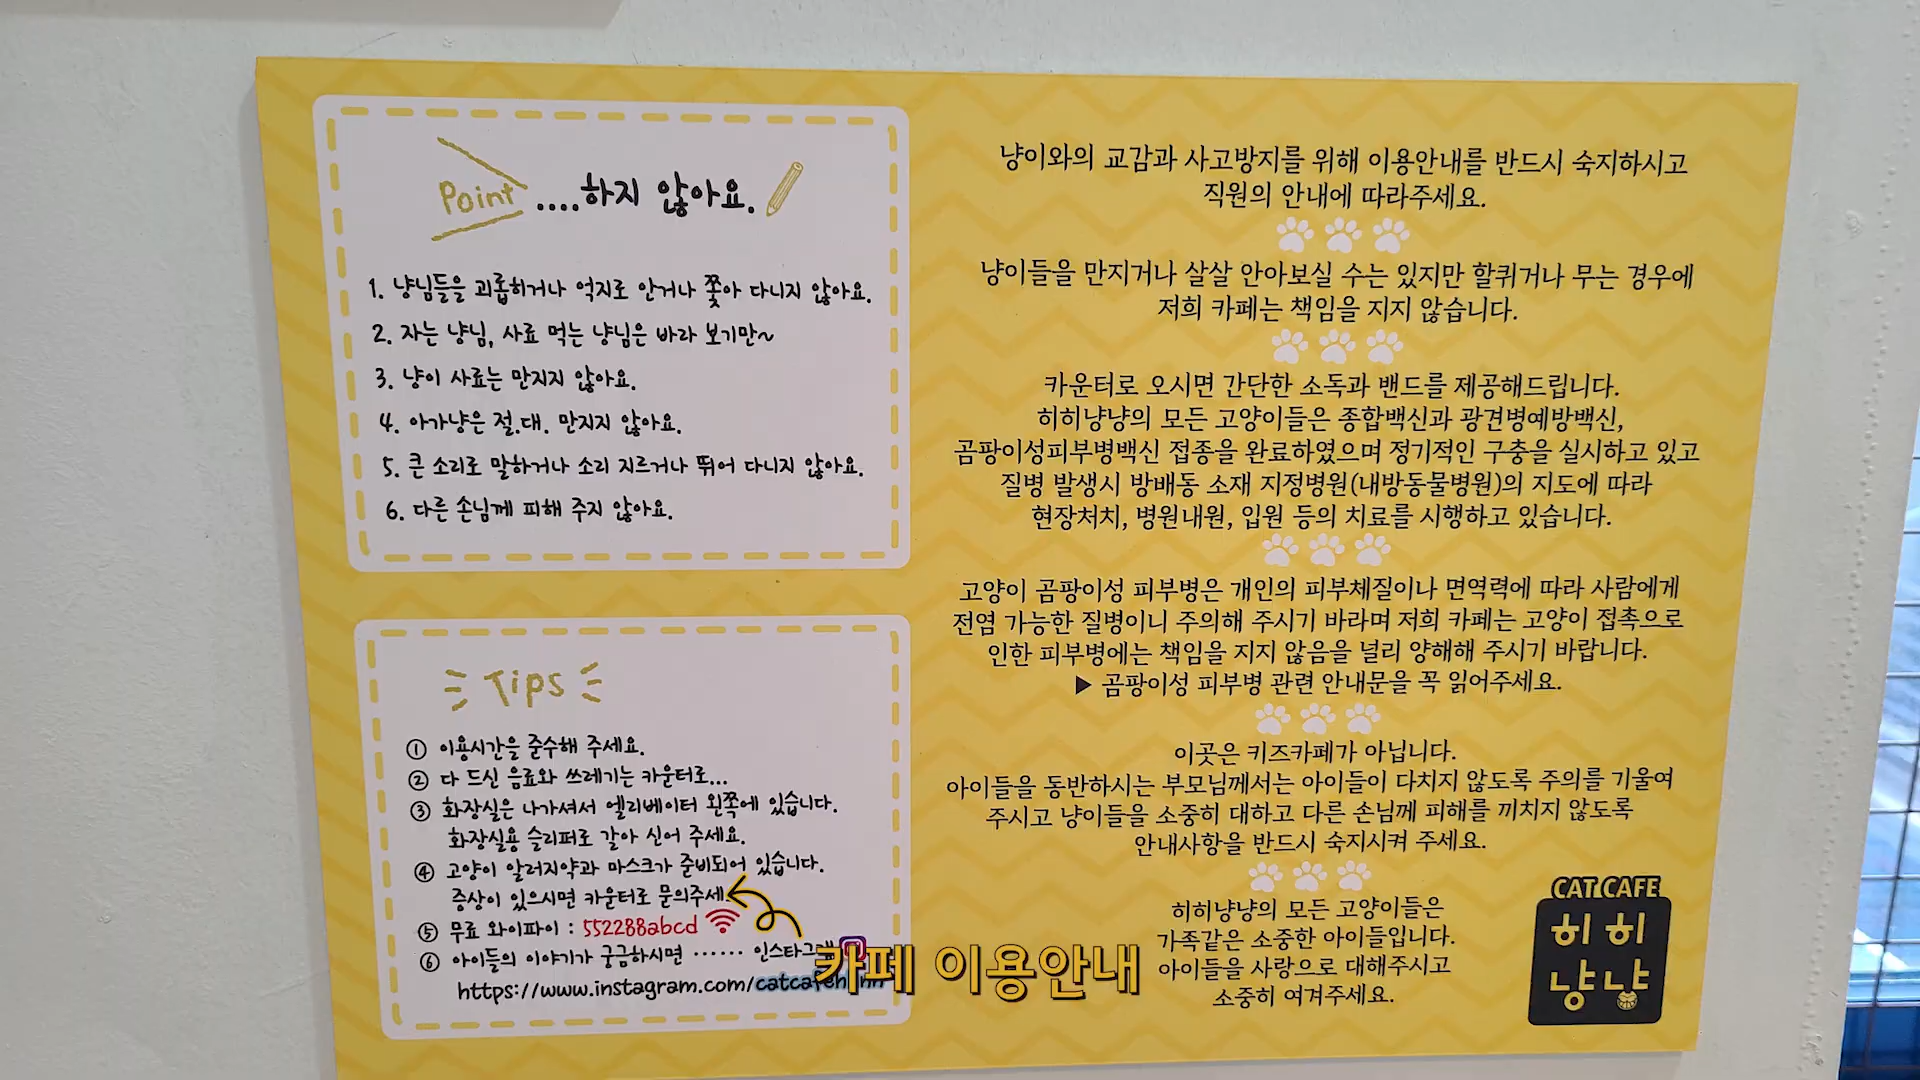 Point ....하지 않아요.
1. 냥님들을 괴롭히거나 억지로 안거나 쫓아 다니지 않아요.
2. 자는 냥님, 사료 먹는 냥님은 바라 보기만~
3. 냥이 사료는 만지지 않아요.
4. 아가냥은 절.대. 만지지 않아요.
5. 큰 소리로 말하거나 소리 지르거나 뛰어 다니지 않아요.
6. 다른 손님께 피해 주지 않아요.
Tips
① 이용시간을 준수해 주세요.
② 다 드신 음료와 쓰레기는 카운터로...
③ 화장실은 나가셔서 엘리베이터 왼쪽에 있습니다.
화장실용 슬리퍼로 갈아 신어 주세요.
④ 고양이 알러지약과 마스크가 준비되어 있습니다.
증상이 있으시면 카운터로 문의주세
⑤ 무료 와이파이 : 552288abcd
⑥ 아이들의 이야기가 궁금하시면 ...... 인스타그램
https://www.instagram.com/
냥이와의 교감과 사고방지를 위해 이용안내를 반드시 숙지하시고
직원의 안내에 따라주세요.
냥이들을 만지거나 살살 안아보실 수는 있지만 할퀴거나 무는 경우에
저희 카페는 책임을 지지 않습니다.
카운터로 오시면 간단한 소독과 밴드를 제공해드립니다.
히히냥냥의 모든 고양이들은 종합백신과 광견병예방백신,
곰팡이성피부병백신 접종을 완료하였으며 정기적인 구충을 실시하고 있고
질병 발생시 방배동 소재 지정병원(내방동물병원)의 지도에 따라
현장처치, 병원내원, 입원 등의 치료를 시행하고 있습니다.
고양이 곰팡이성 피부병은 개인의 피부체질이나 면역력에 따라 사람에게
전염 가능한 질병이니 주의해 주시기 바라며 저희 카페는 고양이 접촉으로
인한 피부병에는 책임을 지지 않음을 널리 양해해 주시기 바랍니다.
▶ 곰팡이성 피부병 관련 안내문을 꼭 읽어주세요.
이곳은 키즈카페가 아닙니다.
아이들을 동반하시는 부모님께서는 아이들이 다치지 않도록 주의를 기울여
주시고 냥이들을 소중히 대하고 다른 손님께 피해를 끼치지 않도록
안내사항을 반드시 숙지시켜 주세요.
히히냥냥의 모든 고양이들은
가족같은 소중한 아이들입니다.
아이들을 사랑으로 대해주시고
소중히 여겨주세요.
CAT CAFE
히히
냥냥
카페 이용안내